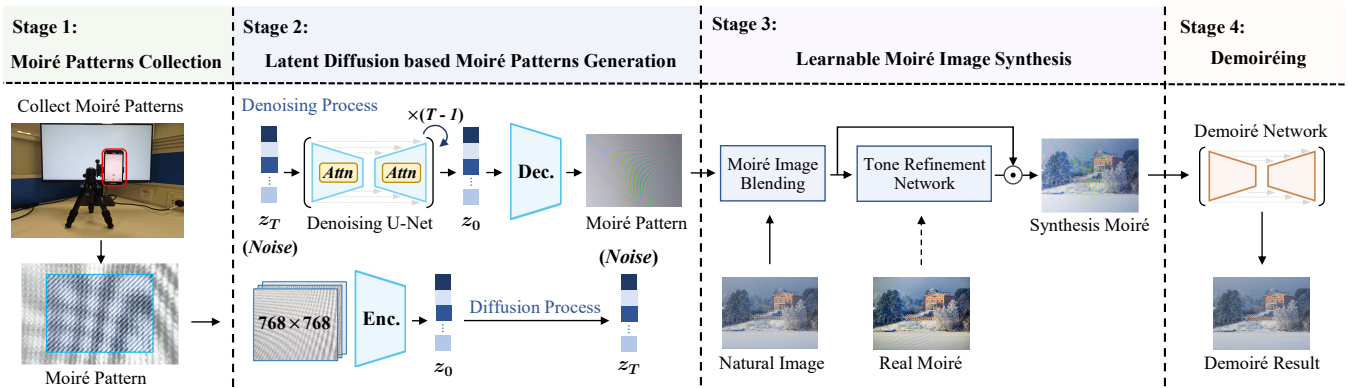 Stage 1:
Moiré Patterns Collection
Collect Moiré Patterns
Moiré Pattern
Stage 2:
Latent Diffusion based Moiré Patterns Generation
Denoising Process
×(T - 1)
Attn
Attn
Dec.
z_T
Denoising U-Net
z_0
Moiré Pattern
(Noise)
(Noise)
768×768
Enc.
Diffusion Process
z_0
z_T
Stage 3:
Learnable Moiré Image Synthesis
Moiré Image
Blending
Tone Refinement
Network
Synthesis Moiré
Natural Image
Real Moiré
Stage 4:
Demoiréing
Demoiré Network
Demoiré Result